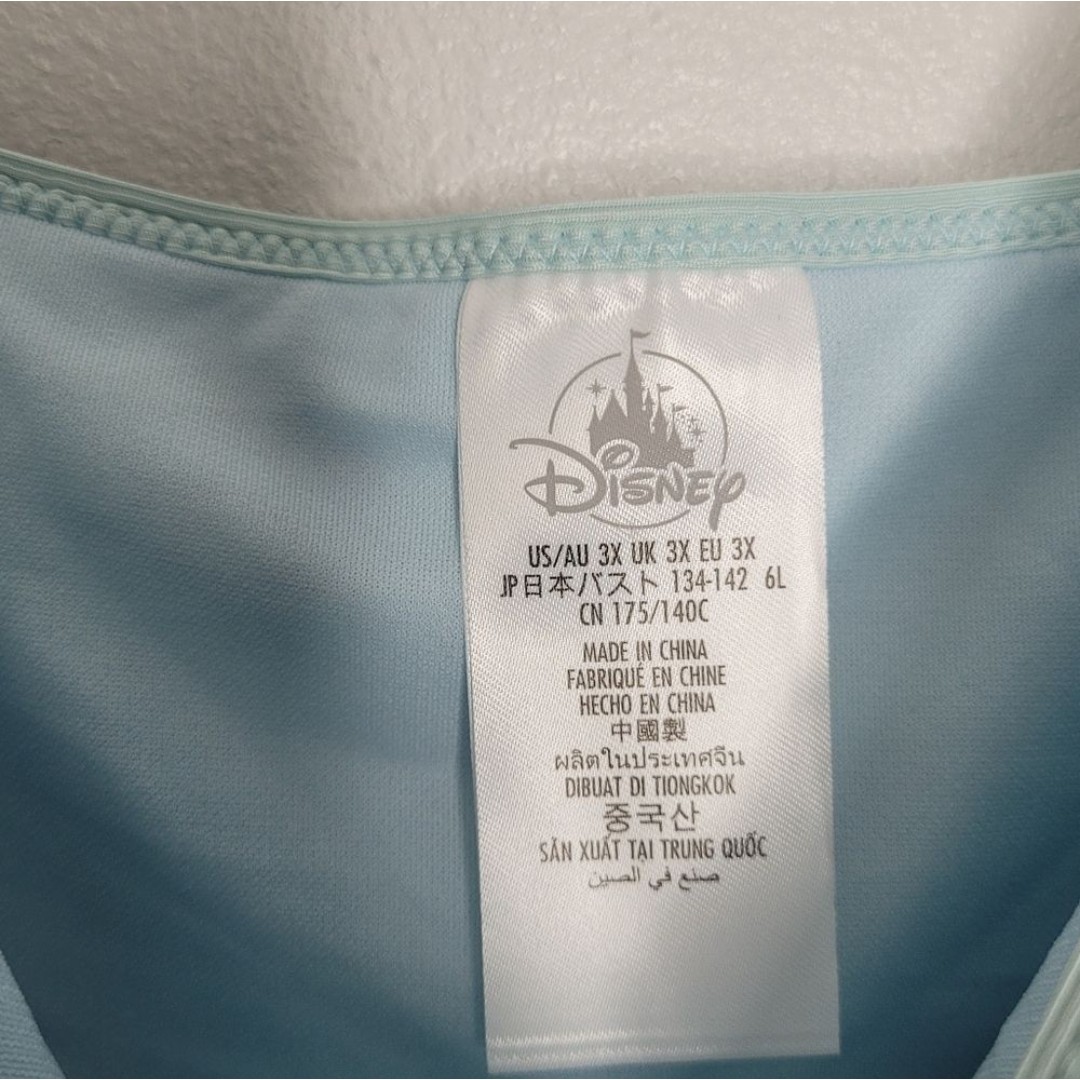 Disney
US/AU 3X UK 3X EU 3X
JP日本バスト 134-142 6L
CN 175/140C
MADE IN CHINA
FABRIQUÉ EN CHINE
HECHO EN CHINA
中國製
ผลิตในประเทศจีน
DIBUAT DI TIONGKOK
중국산
SẢN XUẤT TẠI TRUNG QUỐC
صنع في الصين